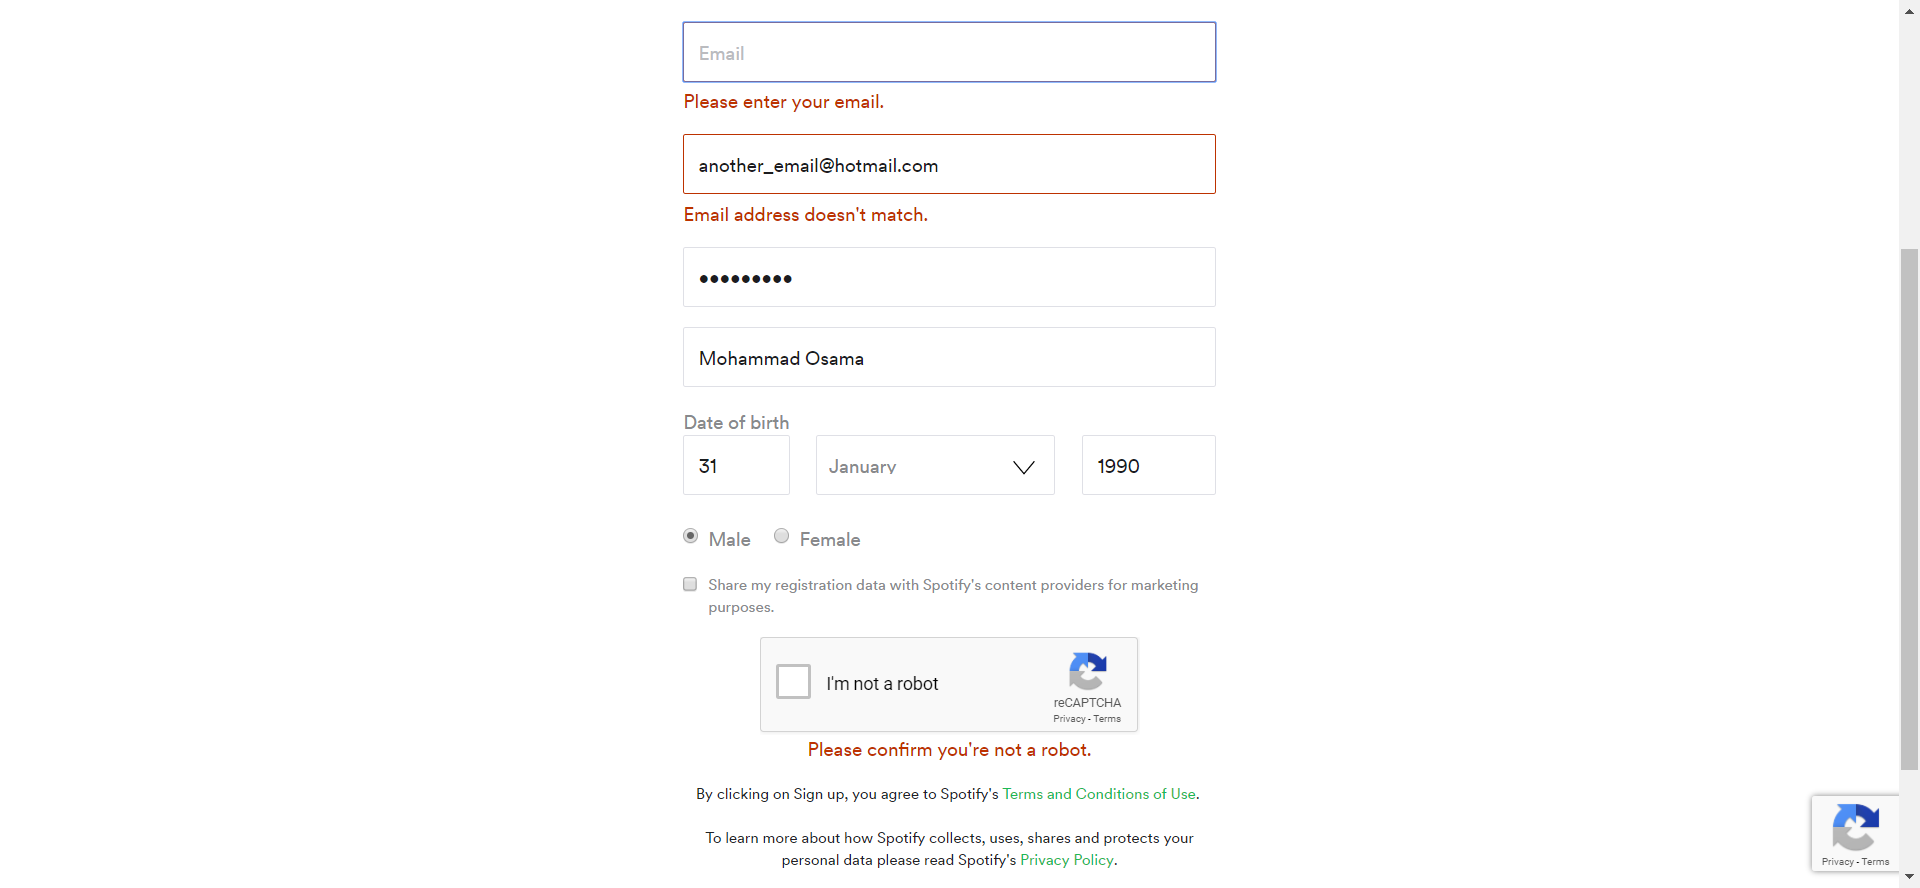 Email
Please enter your email.
another_email@hotmail.com
Email address doesn't match.
•••••••••
Mohammad Osama
Date of birth
31 January 1990
Male Female
Share my registration data with Spotify's content providers for marketing
purposes.
I'm not a robot
reCAPTCHA
Privacy - Terms
Please confirm you're not a robot.
By clicking on Sign up, you agree to Spotify's Terms and Conditions of Use.
To learn more about how Spotify collects, uses, shares and protects your
personal data please read Spotify's Privacy Policy.
Privacy - Terms